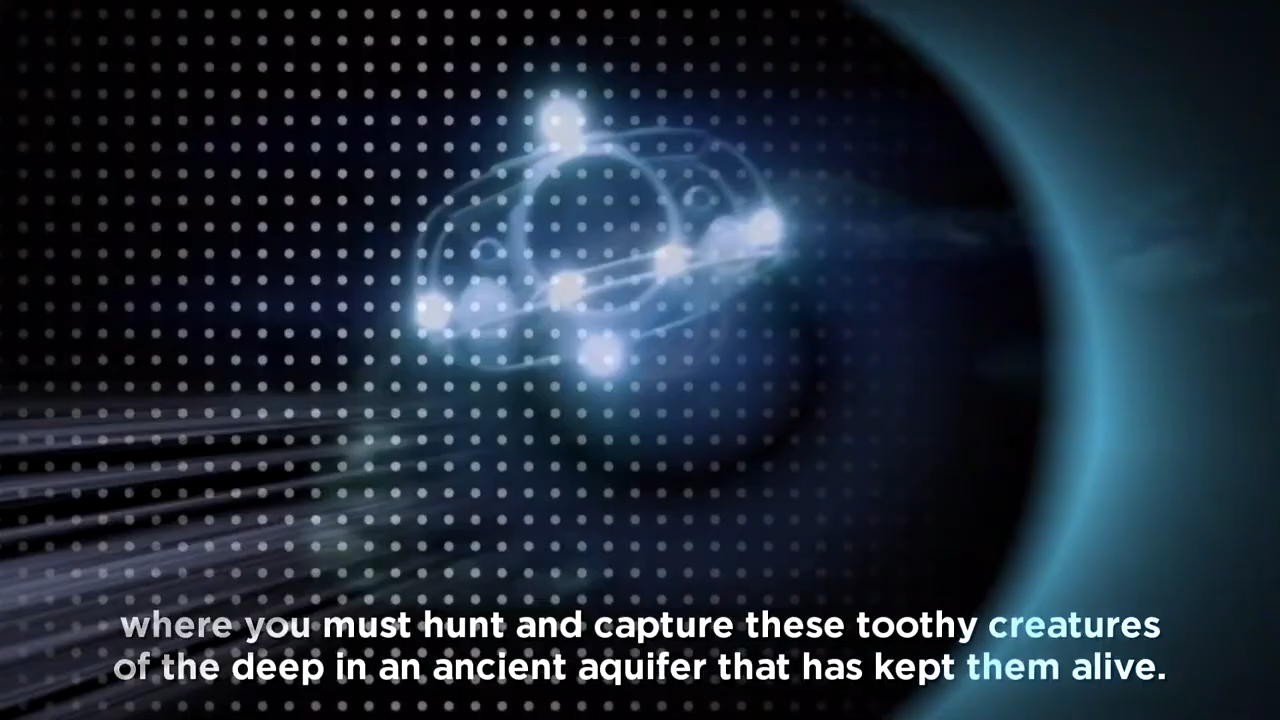 where you must hunt and capture these toothy creatures
of the deep in an ancient aquifer that has kept them alive.